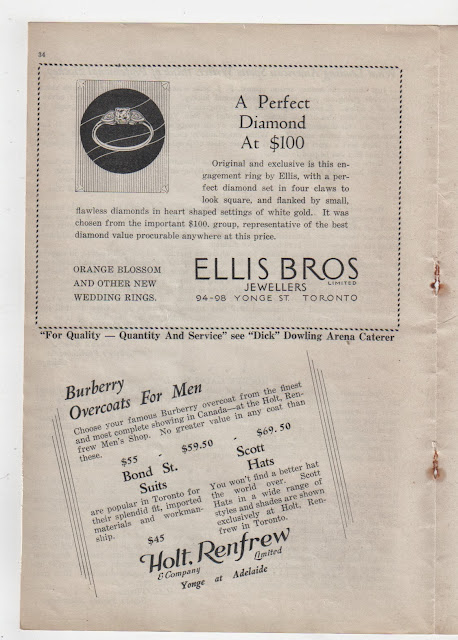 34
A Perfect
Diamond
At $100
Original and exclusive is this en-
gagement ring by Ellis, with a per-
fect diamond set in four claws to
look square, and flanked by small,
flawless diamonds in heart shaped settings of white gold. It was
chosen from the important $100. group, representative of the best
diamond value procurable anywhere at this price.
ORANGE BLOSSOM
AND OTHER NEW
WEDDING RINGS.
ELLIS BROS
JEWELLERS LIMITED
94-98 YONGE ST. TORONTO
"For Quality — Quantity And Service" see "Dick" Dowling Arena Caterer
Burberry
Overcoats For Men
Choose your famous Burberry overcoat from the finest
and most complete showing in Canada—at the Holt, Ren-
frew Men's Shop. No greater value in any coat than
these.
$55 - $59.50 - $69.50
Bond St.
Suits
are popular in Toronto for
their splendid fit, imported
materials and workman-
ship.
$45
Scott
Hats
You won't find a better hat
the world over. Scott
Hats in a wide range of
styles and shades are shown
exclusively at Holt, Ren-
frew in Toronto.
Holt, Renfrew
& Company Limited
Yonge at Adelaide